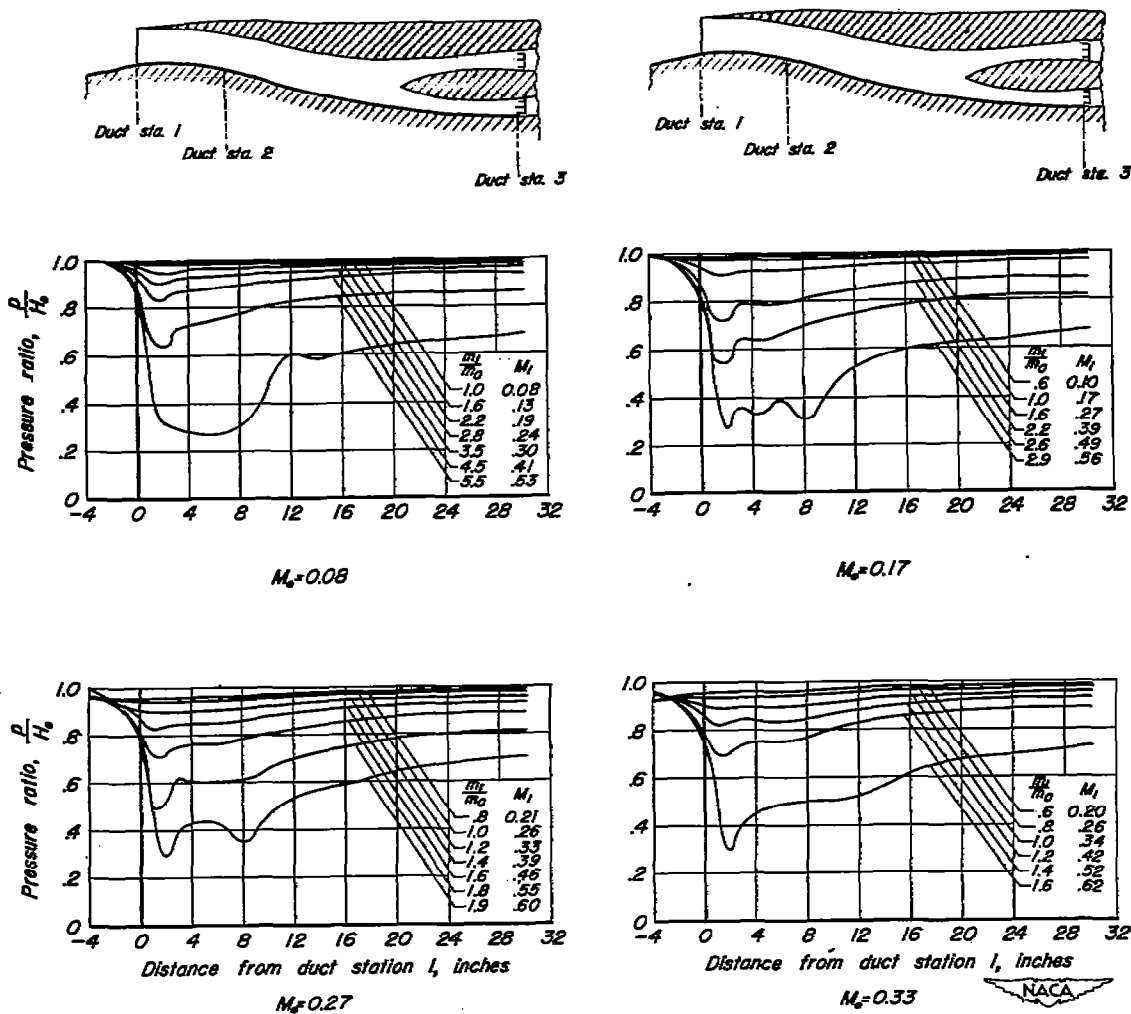 Duct sta. 1
Duct sta. 2
Duct sta. 3
Duct sta. 1
Duct sta. 2
Duct sta. 3
Pressure ratio, p/H₀
1.0
.8
.6
.4
.2
0
-4 0 4 8 12 16 20 24 28 32
m₁/m₀ M₁
1.0 0.08
1.6 .13
2.2 .19
2.8 .24
3.5 .30
4.5 .41
5.5 .53
M₀=0.08
1.0
.8
.6
.4
.2
0
-4 0 4 8 12 16 20 24 28 32
m₁/m₀ M₁
.6 0.10
1.0 .17
1.6 .27
2.2 .39
2.6 .49
2.9 .56
M₀=0.17
Pressure ratio, p/H₀
1.0
.8
.6
.4
.2
0
-4 0 4 8 12 16 20 24 28 32
m₁/m₀ M₁
.8 0.21
1.0 .26
1.2 .33
1.4 .39
1.6 .46
1.8 .55
1.9 .60
Distance from duct station 1, inches
M₀=0.27
1.0
.8
.6
.4
.2
0
-4 0 4 8 12 16 20 24 28 32
m₁/m₀ M₁
.6 0.20
.8 .26
1.0 .34
1.2 .42
1.4 .52
1.6 .62
Distance from duct station 1, inches
M₀=0.33
NACA